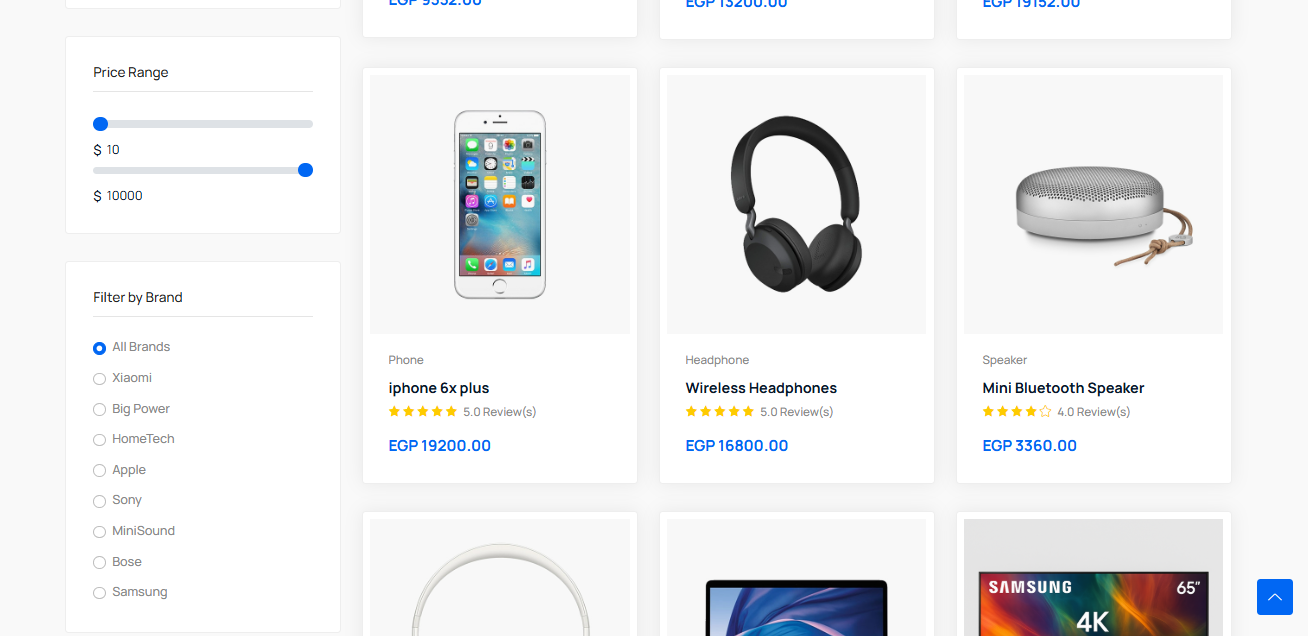 EGP 9552.00
EGP 13200.00
EGP 19152.00
Price Range
$ 10
$ 10000
Filter by Brand
All Brands
Xiaomi
Big Power
HomeTech
Apple
Sony
MiniSound
Bose
Samsung
Phone
iphone 6x plus
5.0 Review(s)
EGP 19200.00
Headphone
Wireless Headphones
5.0 Review(s)
EGP 16800.00
Speaker
Mini Bluetooth Speaker
4.0 Review(s)
EGP 3360.00
SAMSUNG
65"
4K